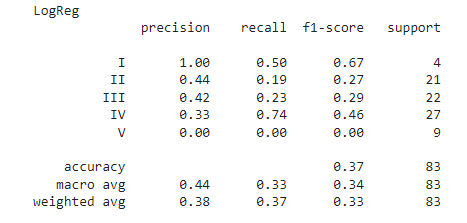 LogReg
precision recall f1-score support
I 1.00 0.50 0.67 4
II 0.44 0.19 0.27 21
III 0.42 0.23 0.29 22
IV 0.33 0.74 0.46 27
V 0.00 0.00 0.00 9
accuracy 0.37 83
macro avg 0.44 0.33 0.34 83
weighted avg 0.38 0.37 0.33 83